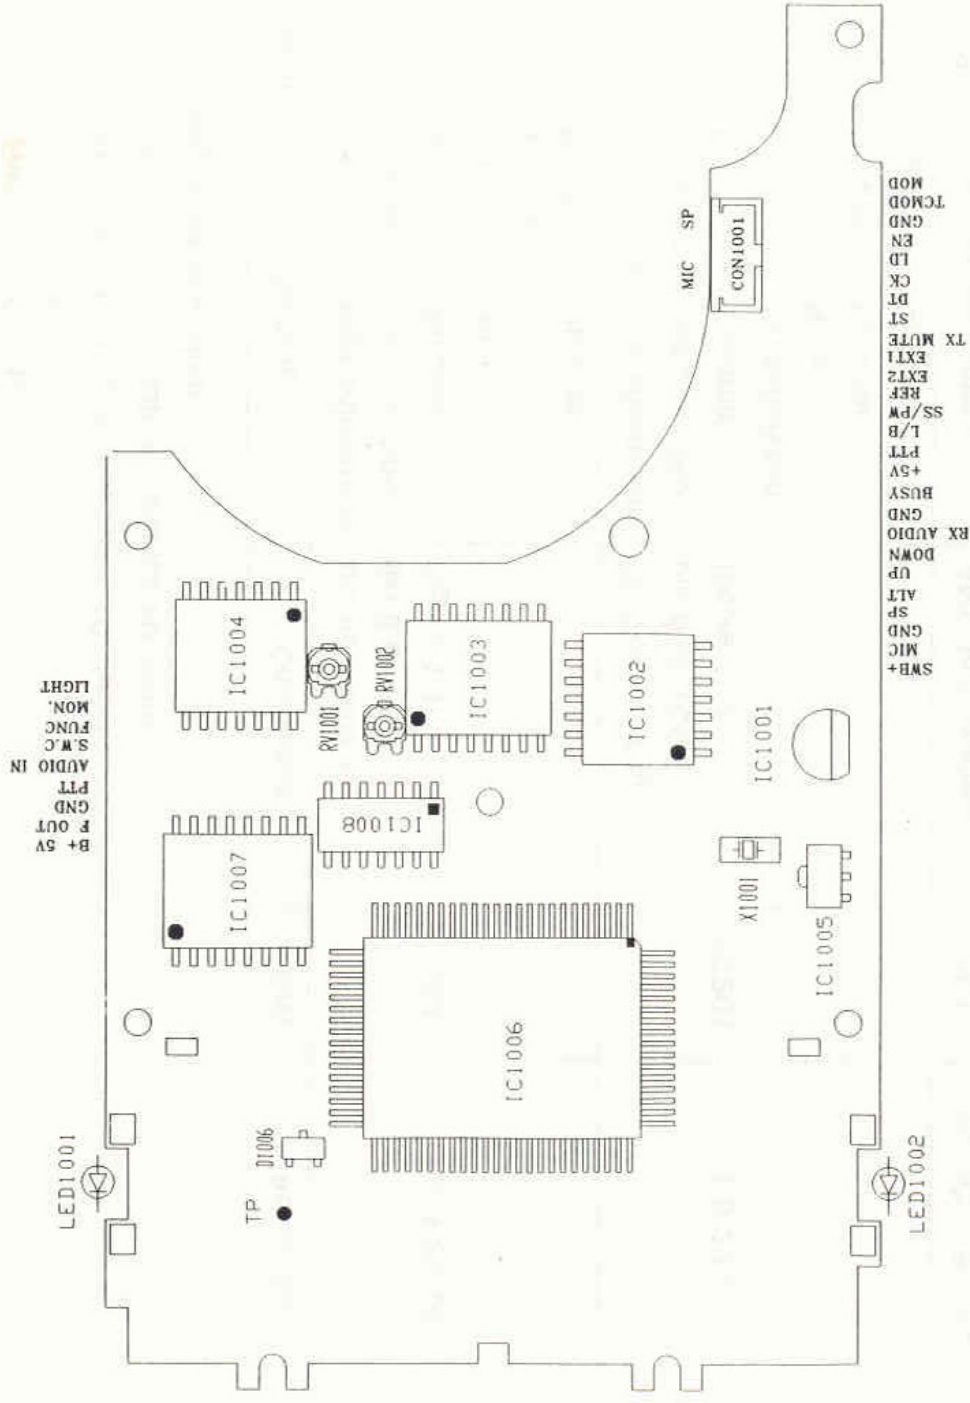 MOD
TCMOD
GND
EN
LD
CK
DT
ST
TX MUTE
EXT1
EXT2
REF
SS/PW
L/B
PTT
+5V
BUSY
GND
RX AUDIO
DOWN
UP
ALT
SP
GND
MIC
SWB+
MIC SP
CON1001
LIGHT
MON.
FUNC
S.W.C
AUDIO IN
PTT
GND
F OUT
B+ 5V
IC1004
RV1001
RV1002
IC1003
IC1002
IC1001
IC1008
IC1007
X1001
IC1005
IC1006
D1006
TP
LED1001
LED1002